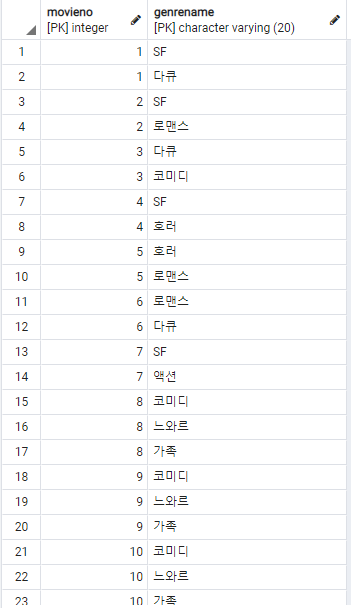 movieno genrename
[PK] integer [PK] character varying (20)
1 1 SF
2 1 다큐
3 2 SF
4 2 로맨스
5 3 다큐
6 3 코미디
7 4 SF
8 4 호러
9 5 호러
10 5 로맨스
11 6 로맨스
12 6 다큐
13 7 SF
14 7 액션
15 8 코미디
16 8 느와르
17 8 가족
18 9 코미디
19 9 느와르
20 9 가족
21 10 코미디
22 10 느와르
23 10 가족